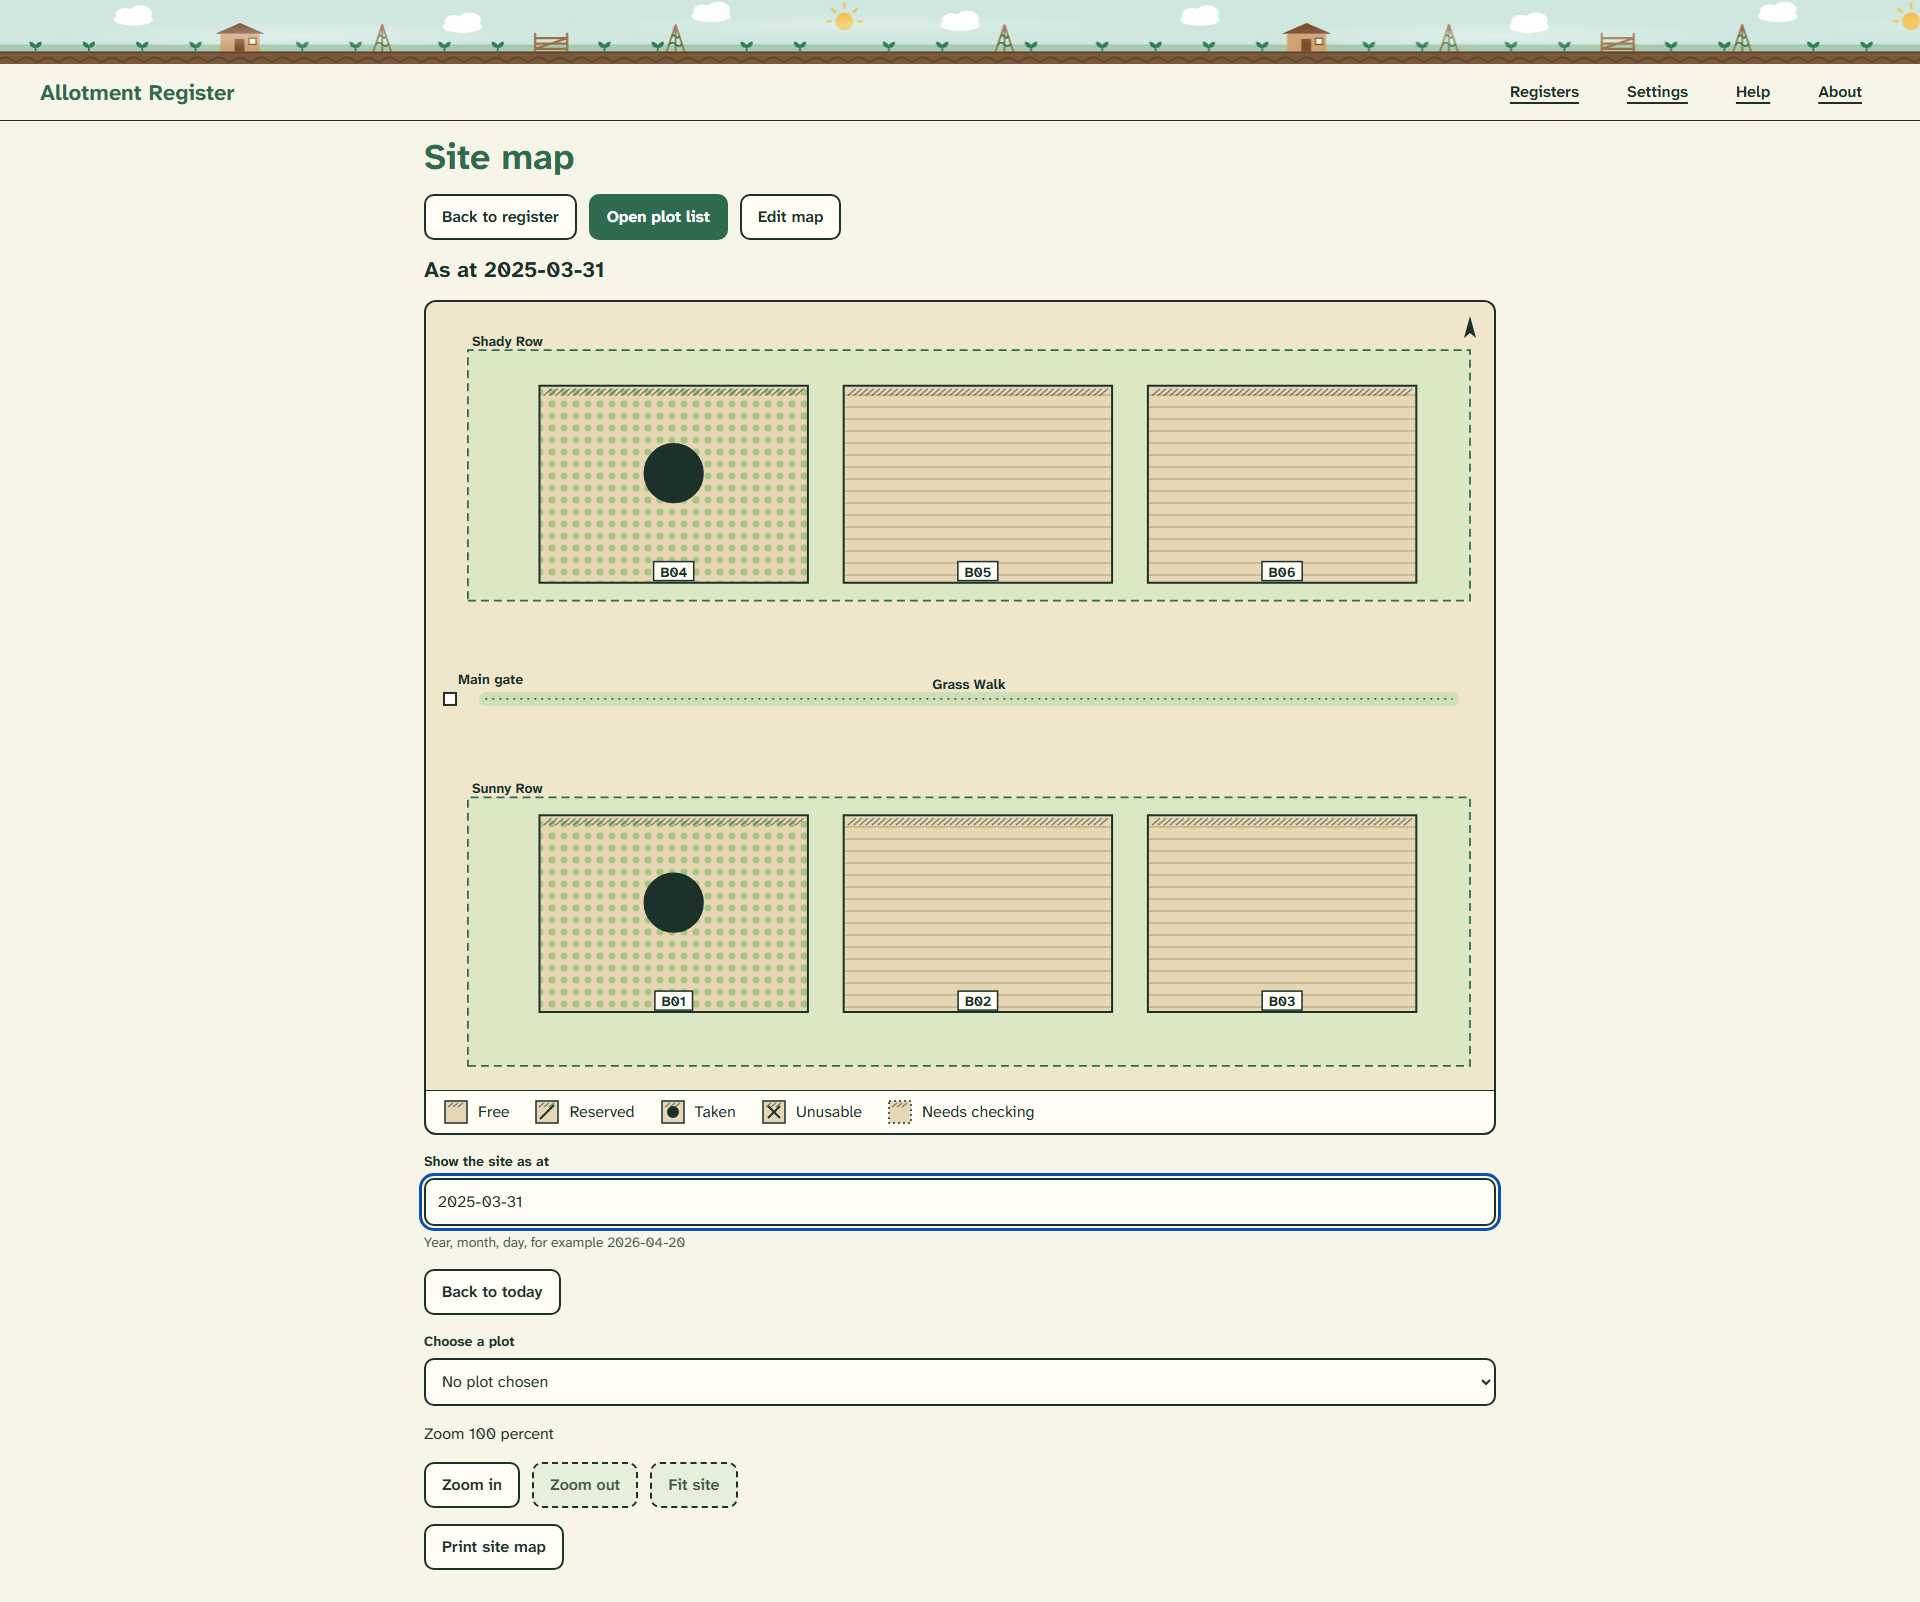 Allotment Register
Registers Settings Help About
Site map
Back to register Open plot list Edit map
As at 2025-03-31
Shady Row
B04 B05 B06
Main gate Grass Walk
Sunny Row
B01 B02 B03
Free Reserved Taken Unusable Needs checking
Show the site as at
2025-03-31
Year, month, day, for example 2026-04-20
Back to today
Choose a plot
No plot chosen
Zoom 100 percent
Zoom in Zoom out Fit site
Print site map